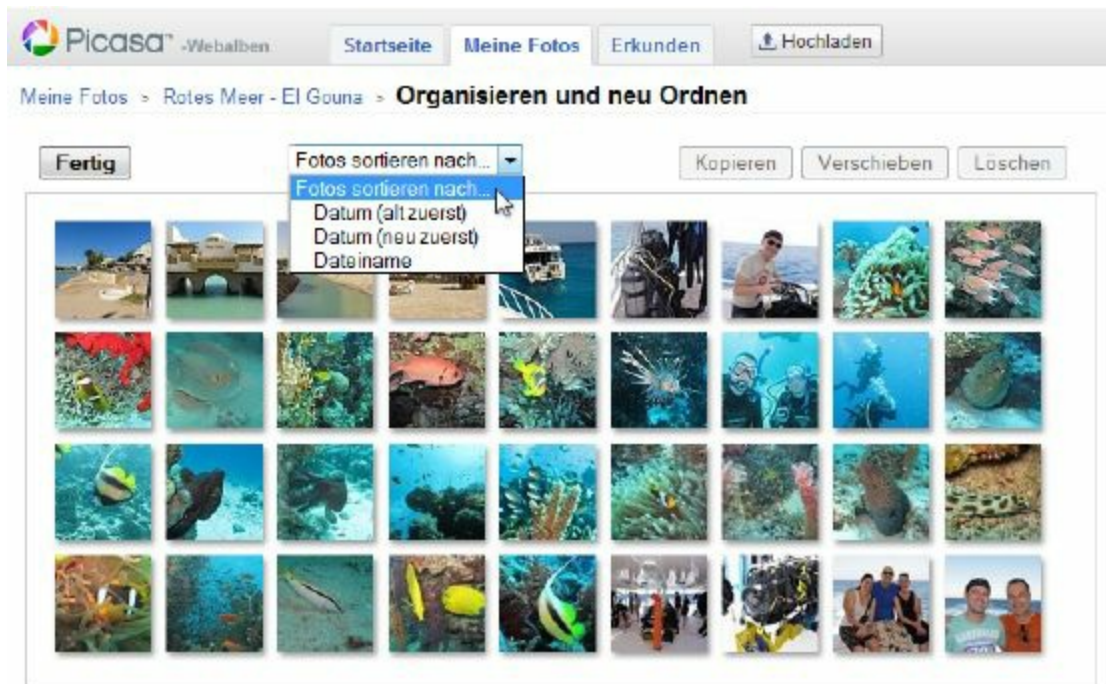 Picasa™ -Webalben Startseite Meine Fotos Erkunden Hochladen
Meine Fotos > Rotes Meer - El Gouna > Organisieren und neu Ordnen
Fertig Fotos sortieren nach... Kopieren Verschieben Löschen
Fotos sortieren nach...
Datum (alt zuerst)
Datum (neu zuerst)
Dateiname